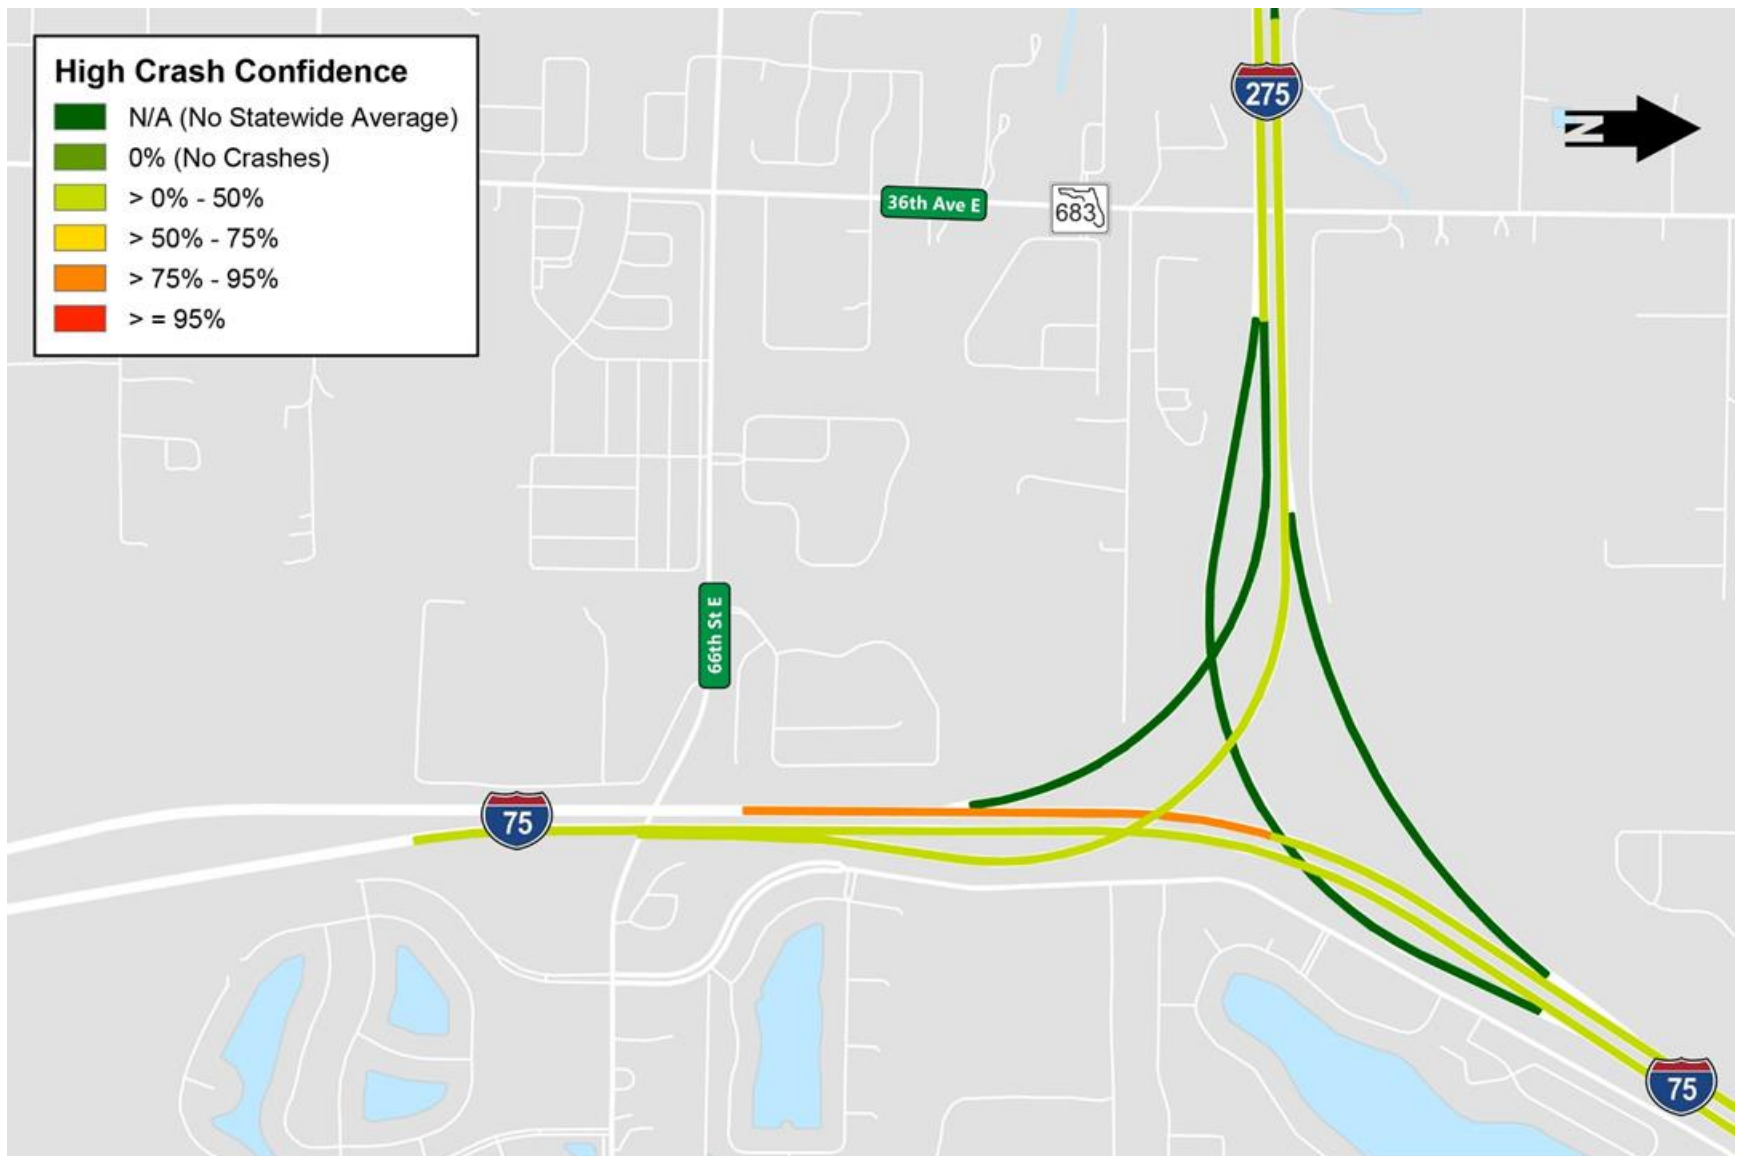 High Crash Confidence
N/A (No Statewide Average)
0% (No Crashes)
> 0% - 50%
> 50% - 75%
> 75% - 95%
> = 95%
275
N
36th Ave E
683
66th St E
75
75